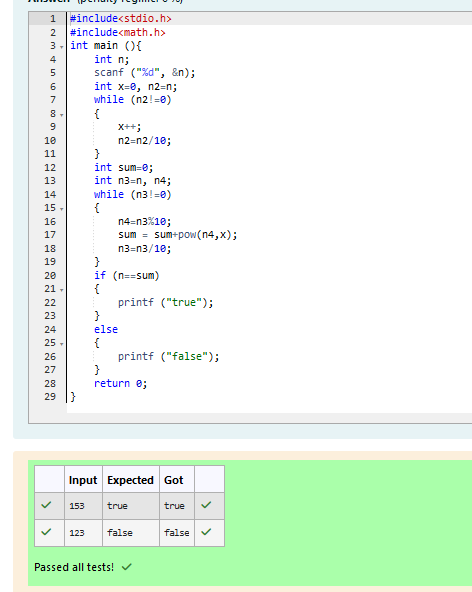 Answer: (penalty regime: 0 %)
1 #include<stdio.h>
2 #include<math.h>
3 int main (){
4 int n;
5 scanf ("%d", &n);
6 int x=0, n2=n;
7 while (n2!=0)
8 {
9 x++;
10 n2=n2/10;
11 }
12 int sum=0;
13 int n3=n, n4;
14 while (n3!=0)
15 {
16 n4=n3%10;
17 sum = sum+pow(n4,x);
18 n3=n3/10;
19 }
20 if (n==sum)
21 {
22 printf ("true");
23 }
24 else
25 {
26 printf ("false");
27 }
28 return 0;
29 }
Input Expected Got
153 true true
123 false false
Passed all tests!